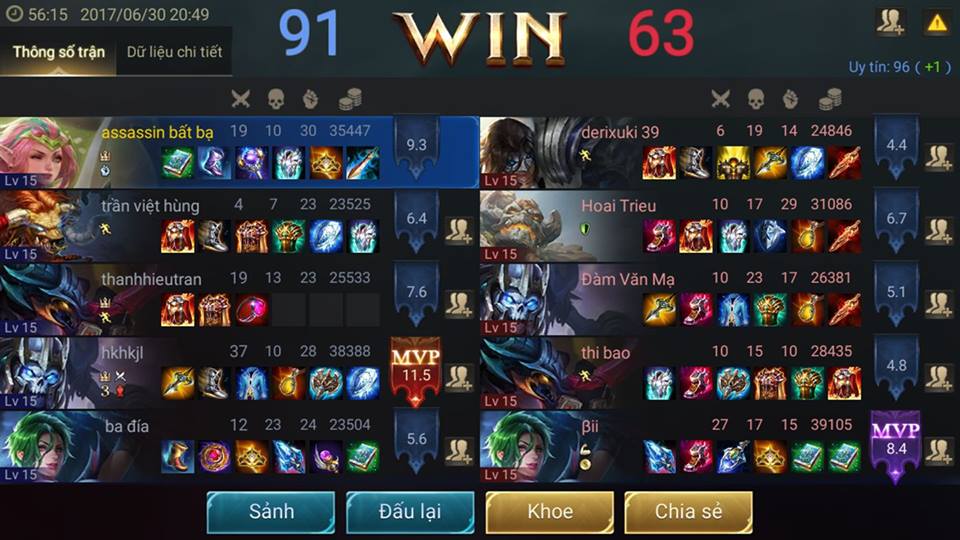 56:15 2017/06/30 20:49
91 WIN 63
Thông số trận Dữ liệu chi tiết
Uy tín: 96 ( +1 )
assassin bất bạ 19 10 30 35447 9.3
Lv 15
derixuki 39 6 19 14 24846 4.4
Lv 15
trần việt hùng 4 7 23 23525 6.4
Lv 15
Hoai Trieu 10 17 29 31086 6.7
Lv 15
thanhhieutran 19 13 23 25533 7.6
Lv 15
Đàm Văn Mạ 10 23 17 26381 5.1
Lv 15
hkhkjl 37 10 28 38388 MVP 11.5
3
Lv 15
thi bao 10 15 10 28435 4.8
Lv 15
ba đía 12 23 24 23504 5.6
Lv 15
βii 27 17 15 39105 MVP 8.4
Lv 15
Sảnh Đấu lại Khoe Chia sẻ